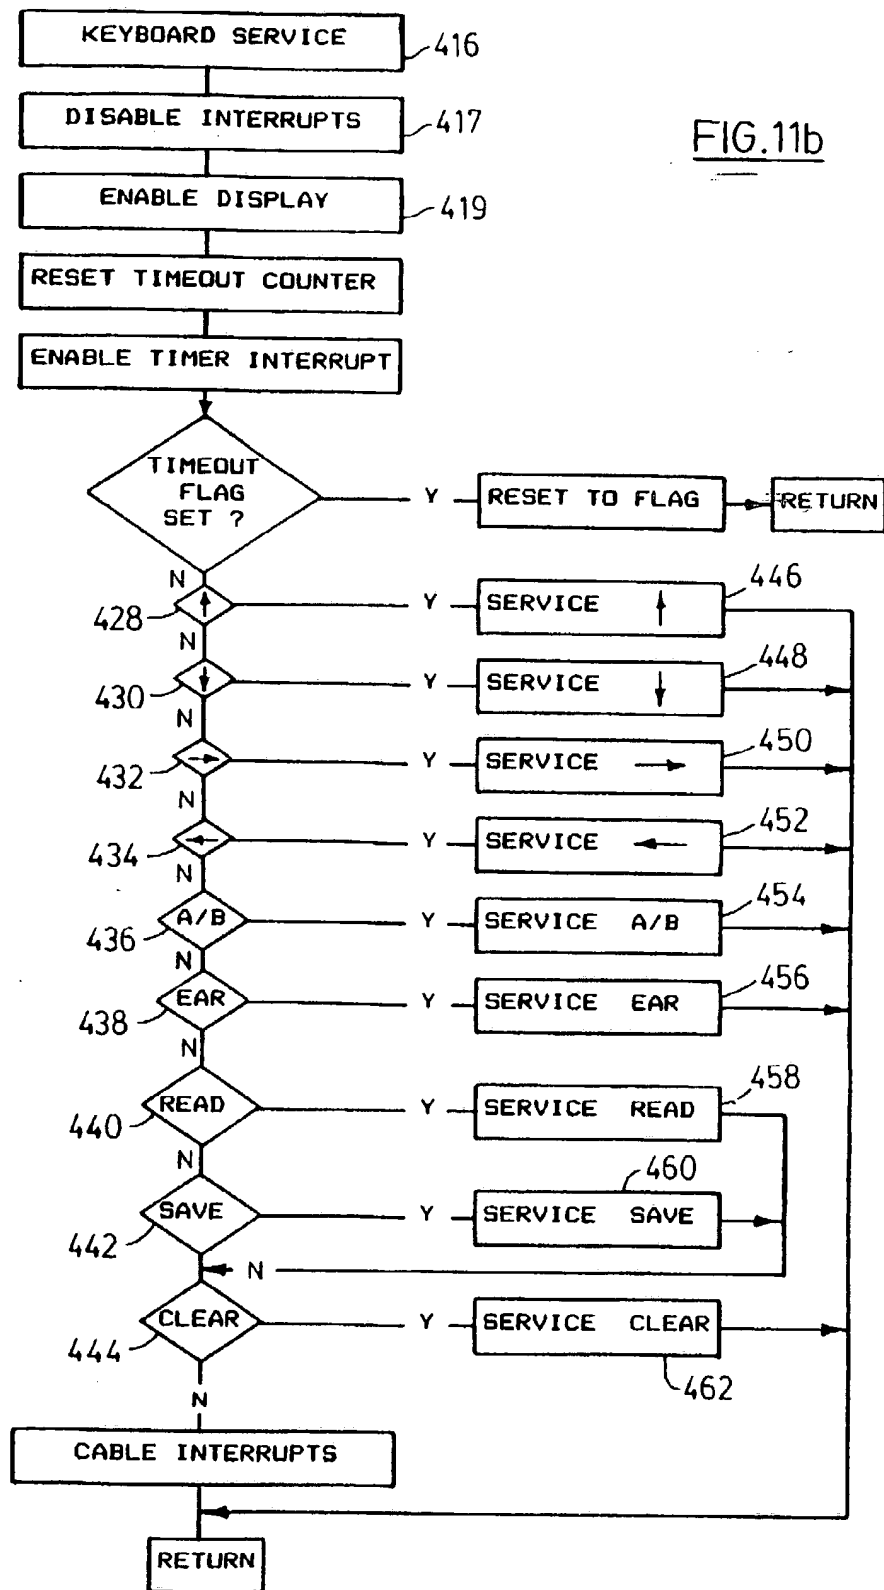 KEYBOARD SERVICE
416
DISABLE INTERRUPTS
417
FIG.11b
ENABLE DISPLAY
419
RESET TIMEOUT COUNTER
ENABLE TIMER INTERRUPT
TIMEOUT
FLAG
SET ?
Y
RESET TO FLAG
RETURN
N
428
Y
SERVICE
446
N
430
Y
SERVICE
448
N
432
Y
SERVICE
450
N
434
Y
SERVICE
452
N
436
A/B
Y
SERVICE A/B
454
N
438
EAR
Y
SERVICE EAR
456
N
440
READ
Y
SERVICE READ
458
N
442
SAVE
Y
SERVICE SAVE
460
N
444
CLEAR
Y
SERVICE CLEAR
462
N
CABLE INTERRUPTS
RETURN